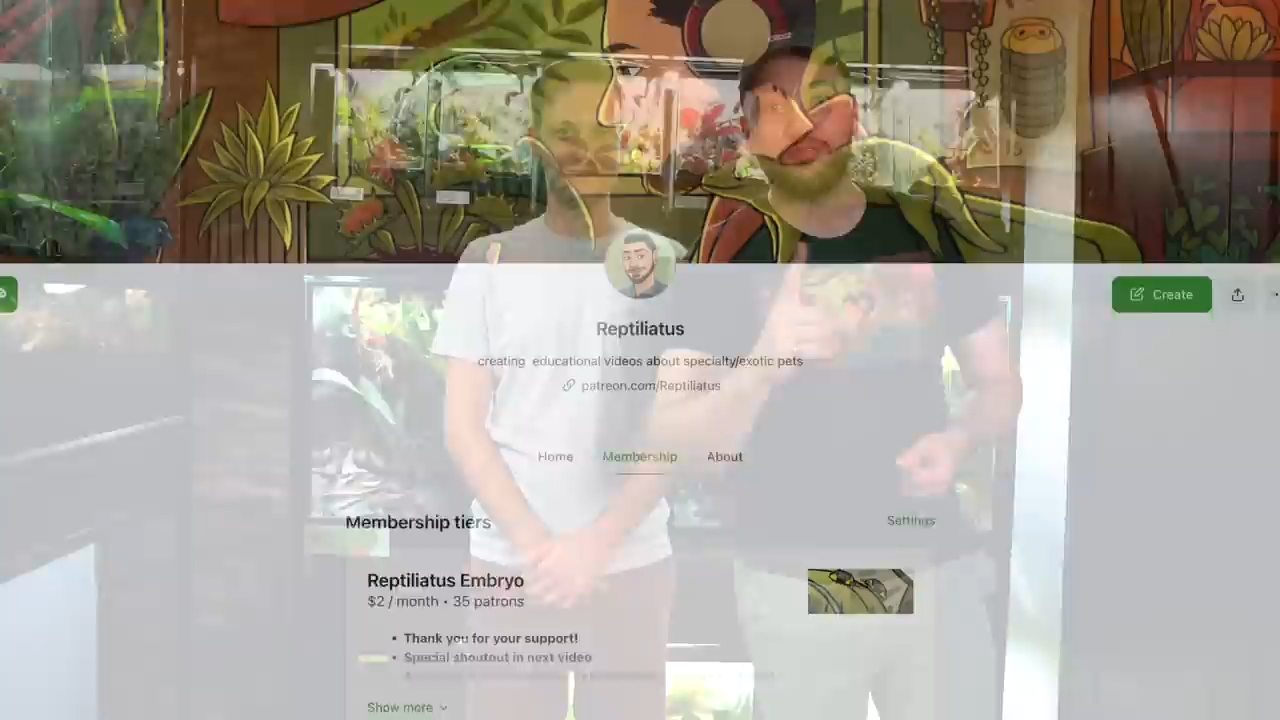 Create
Reptiliatus
creating educational videos about specialty/exotic pets
patreon.com/Reptiliatus
Home
Membership
About
Membership tiers
Settings
Reptiliatus Embryo
$2 / month • 35 patrons
• Thank you for your support!
• Special shoutout in next video
Show more